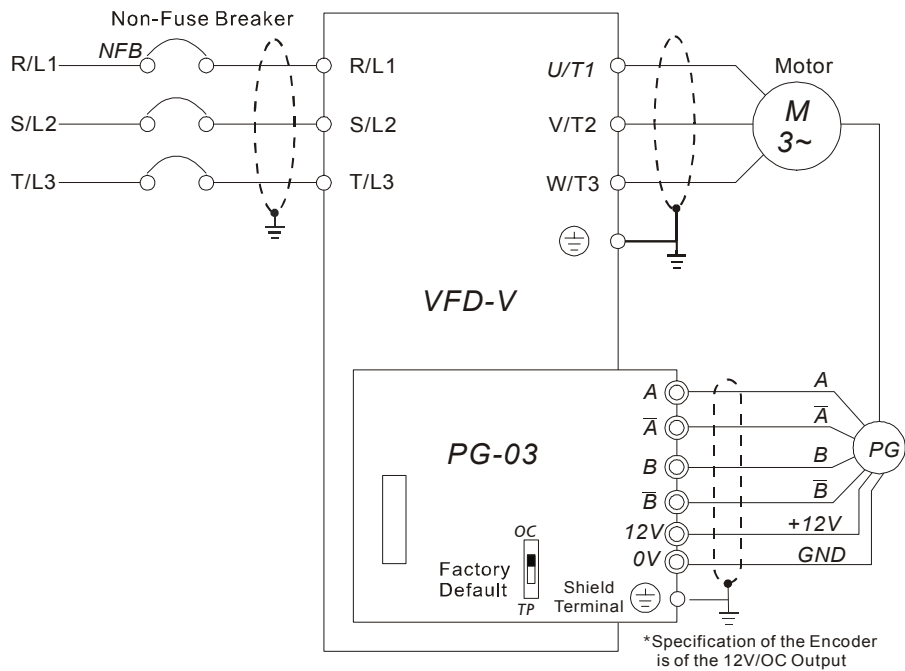 Non-Fuse Breaker
NFB
R/L1
R/L1
U/T1
Motor
S/L2
S/L2
V/T2
M
3~
T/L3
T/L3
W/T3
VFD-V
A
A
A̅
A̅
PG-03
B
B
PG
B̅
B̅
OC
12V
+12V
0V
GND
Factory
Default
TP
Shield
Terminal
*Specification of the Encoder
is of the 12V/OC Output